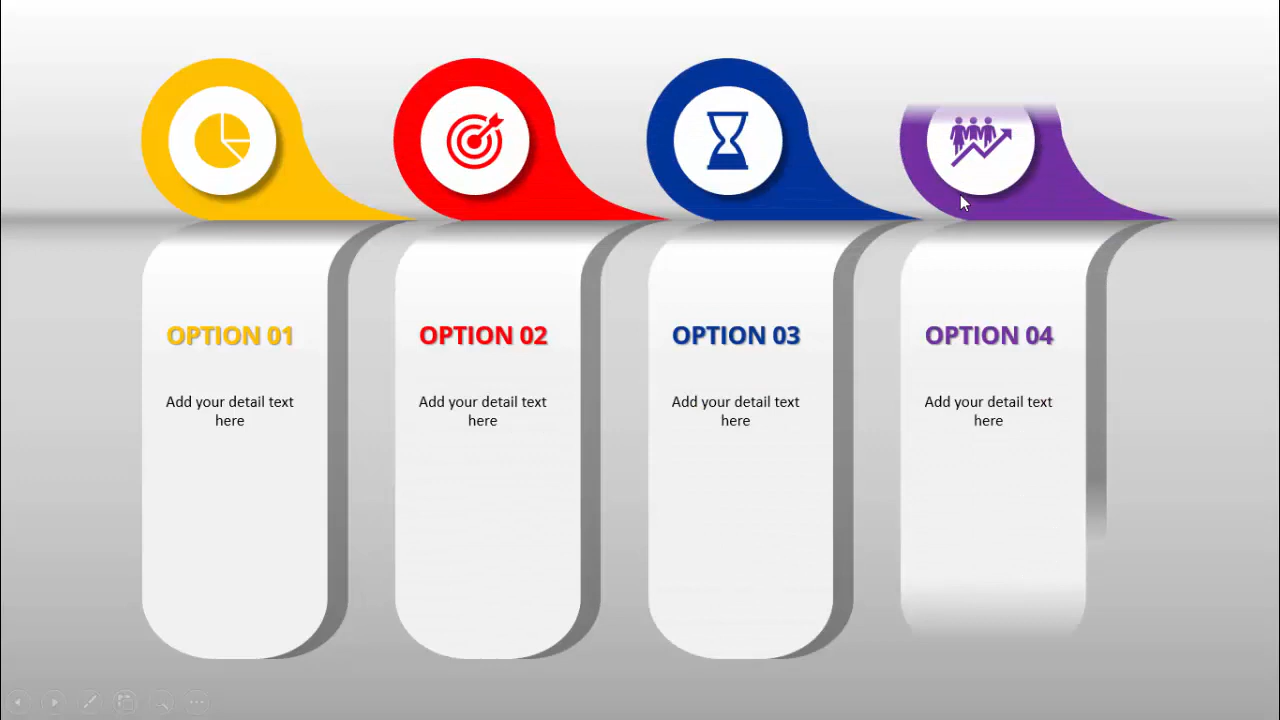 OPTION 01
Add your detail text
here
OPTION 02
Add your detail text
here
OPTION 03
Add your detail text
here
OPTION 04
Add your detail text
here